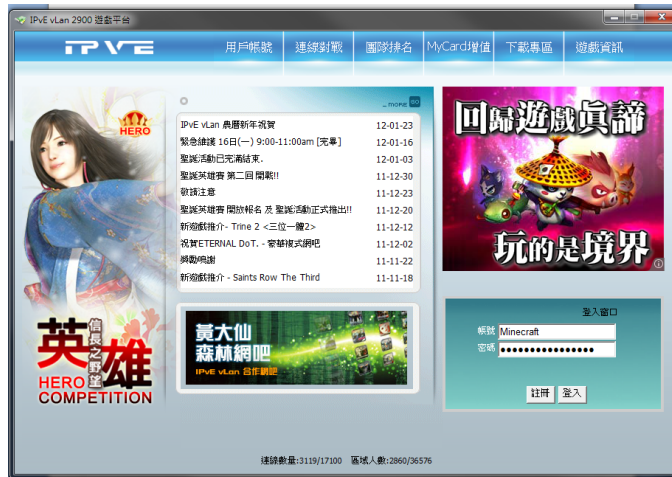 IPvE vLan 2900 遊戲平台
IPVE
用戶帳號 連線對戰 團隊排名 MyCard增值 下載專區 遊戲資訊
HERO
英雄
信長之野望
HERO
COMPETITION
...MORE GO
IPvE vLan 農曆新年祝賀 12-01-23
緊急維護 16日(一) 9:00-11:00am [完畢] 12-01-16
聖誕活動已完滿結束. 12-01-03
聖誕英雄賽 第二回 開戰!! 11-12-30
敬請注意 11-12-23
聖誕英雄賽 開放報名 及 聖誕活動正式推出!! 11-12-20
新遊戲推介- Trine 2 <三位一體2> 11-12-12
祝賀ETERNAL DoT. - 豪華複式網吧 11-12-02
獎勵鳴謝 11-11-22
新遊戲推介 - Saints Row The Third 11-11-18
黃大仙
森林網吧
IPvE vLan 合作網吧
回歸遊戲真諦
玩的是境界
登入窗口
帳號 Minecraft
密碼
註冊 登入
連線數量:3119/17100 區域人數:2860/36576